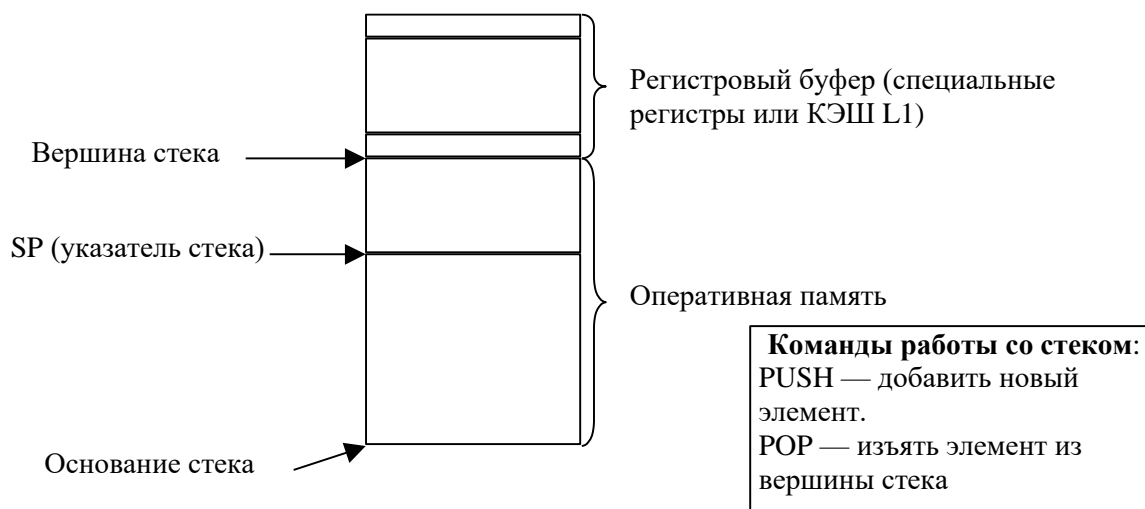 Регистровый буфер (специальные
регистры или КЭШ L1)
Вершина стека
SP (указатель стека)
Оперативная память
Команды работы со стеком:
PUSH — добавить новый
элемент.
POP — изъять элемент из
вершины стека
Основание стека